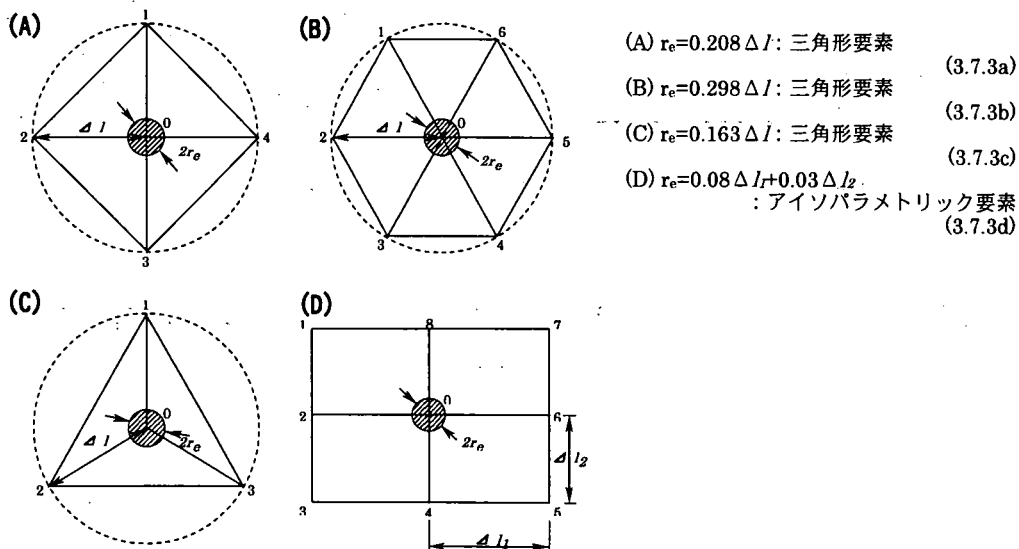 (A)
1
2
Δl
0
2rₑ
4
3
(B)
1
6
2
Δl
0
2rₑ
5
3
4
(A) rₑ=0.208Δl: 三角形要素
(3.7.3a)
(B) rₑ=0.298Δl: 三角形要素
(3.7.3b)
(C) rₑ=0.163Δl: 三角形要素
(3.7.3c)
(D) rₑ=0.08Δl₁+0.03Δl₂
: アイソパラメトリック要素
(3.7.3d)
(C)
1
0
Δl
2rₑ
2
3
(D)
1
8
7
0
2
6
2rₑ
Δl₂
3
4
5
Δl₁